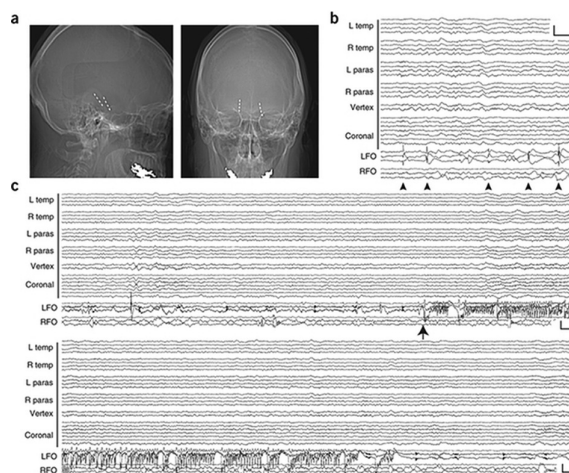 a
b
L temp
R temp
L paras
R paras
Vertex
Coronal
LFO
RFO
c
L temp
R temp
L paras
R paras
Vertex
Coronal
LFO
RFO
L temp
R temp
L paras
R paras
Vertex
Coronal
LFO
RFO